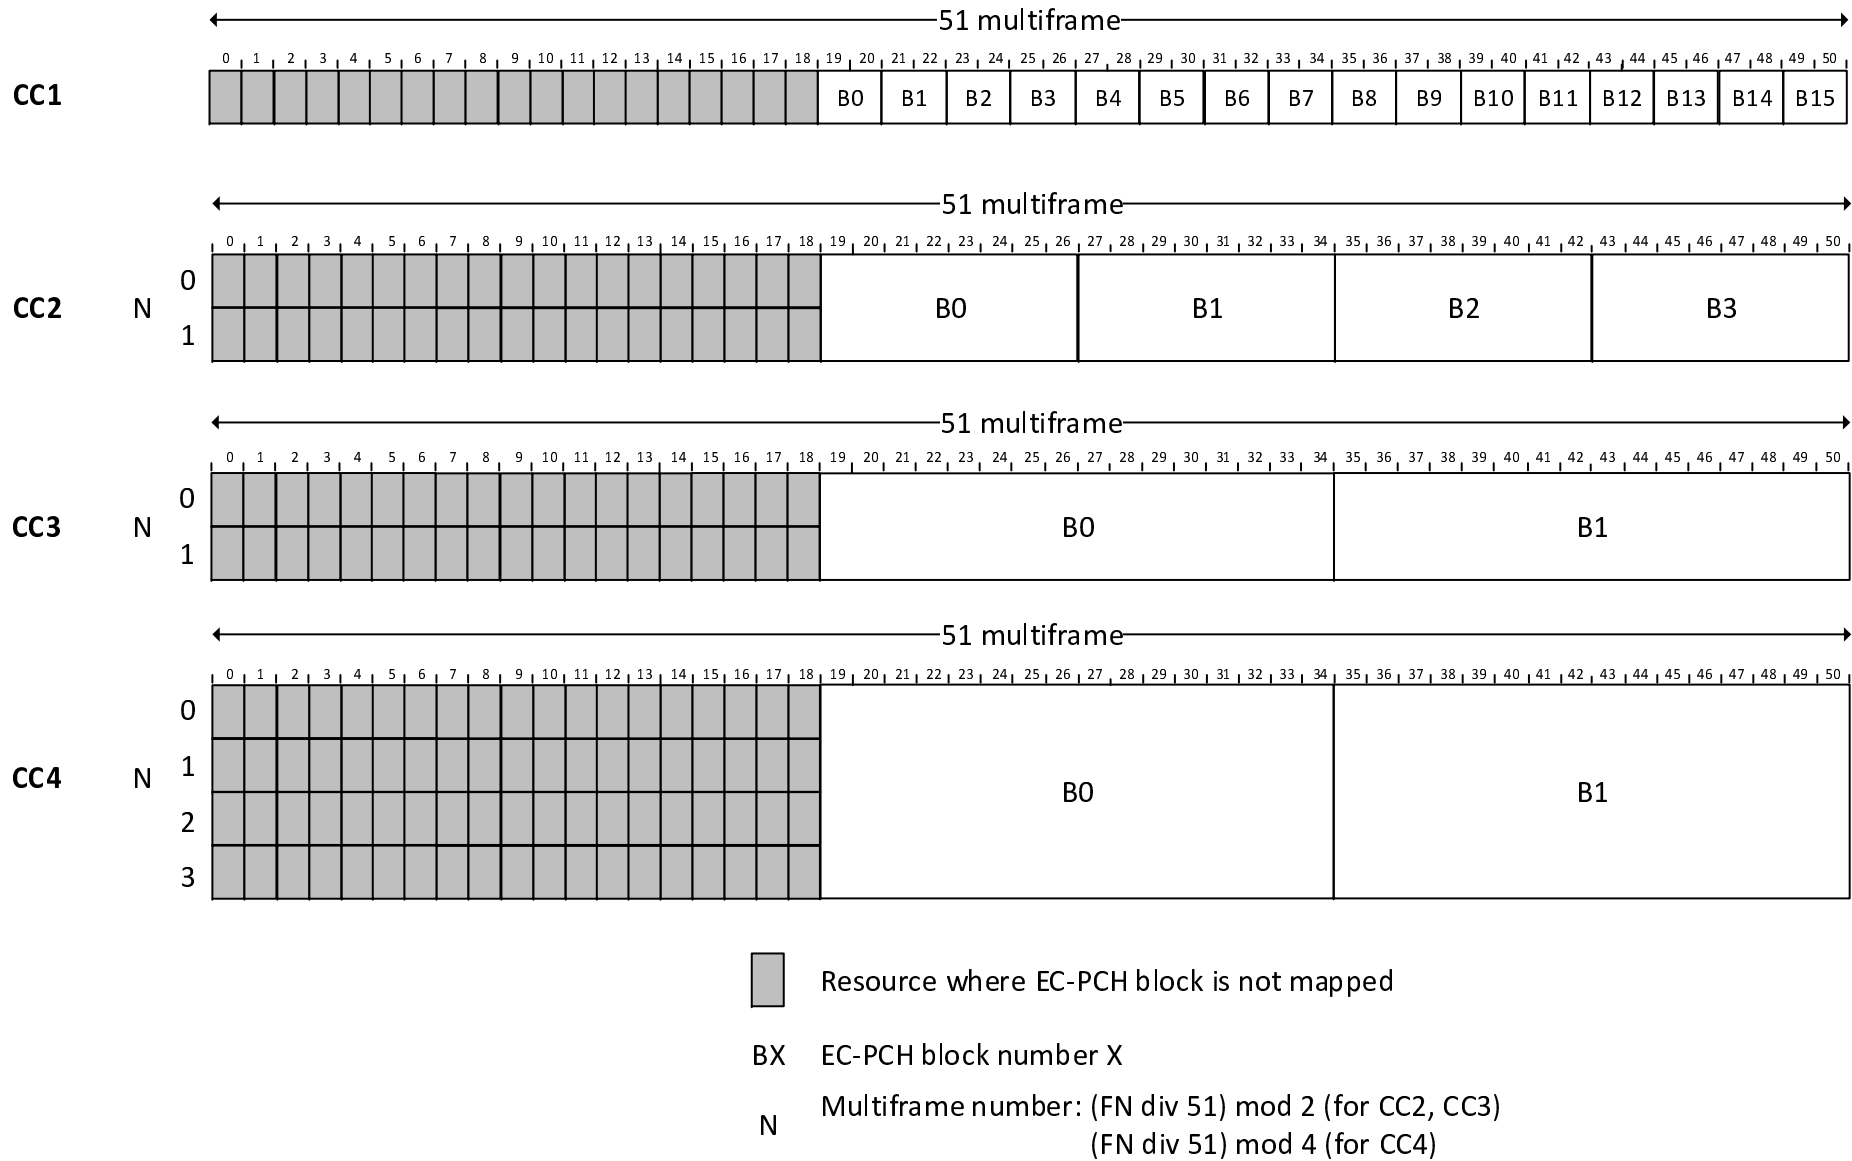 51 multiframe
0 1 2 3 4 5 6 7 8 9 10 11 12 13 14 15 16 17 18 19 20 21 22 23 24 25 26 27 28 29 30 31 32 33 34 35 36 37 38 39 40 41 42 43 44 45 46 47 48 49 50
CC1 B0 B1 B2 B3 B4 B5 B6 B7 B8 B9 B10 B11 B12 B13 B14 B15
51 multiframe
0 1 2 3 4 5 6 7 8 9 10 11 12 13 14 15 16 17 18 19 20 21 22 23 24 25 26 27 28 29 30 31 32 33 34 35 36 37 38 39 40 41 42 43 44 45 46 47 48 49 50
0
CC2 N B0 B1 B2 B3
1
51 multiframe
0 1 2 3 4 5 6 7 8 9 10 11 12 13 14 15 16 17 18 19 20 21 22 23 24 25 26 27 28 29 30 31 32 33 34 35 36 37 38 39 40 41 42 43 44 45 46 47 48 49 50
0
CC3 N B0 B1
1
51 multiframe
0 1 2 3 4 5 6 7 8 9 10 11 12 13 14 15 16 17 18 19 20 21 22 23 24 25 26 27 28 29 30 31 32 33 34 35 36 37 38 39 40 41 42 43 44 45 46 47 48 49 50
0
1
CC4 N B0 B1
2
3
Resource where EC-PCH block is not mapped
BX EC-PCH block number X
N Multiframe number: (FN div 51) mod 2 (for CC2, CC3)
(FN div 51) mod 4 (for CC4)